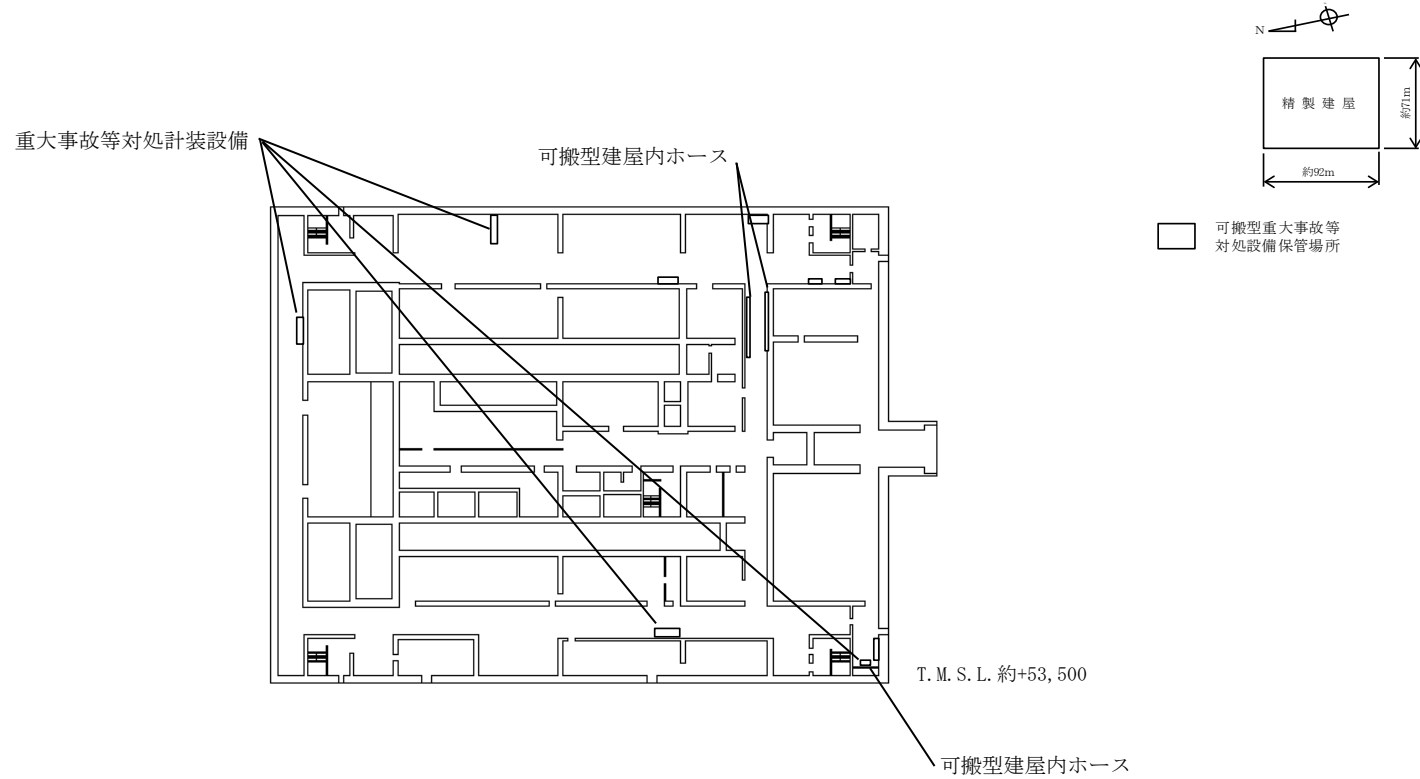 N
精製建屋
約71m
約92m
可搬型重大事故等
対処設備保管場所
重大事故等対処計装設備
可搬型建屋内ホース
T.M.S.L.約+53,500
可搬型建屋内ホース